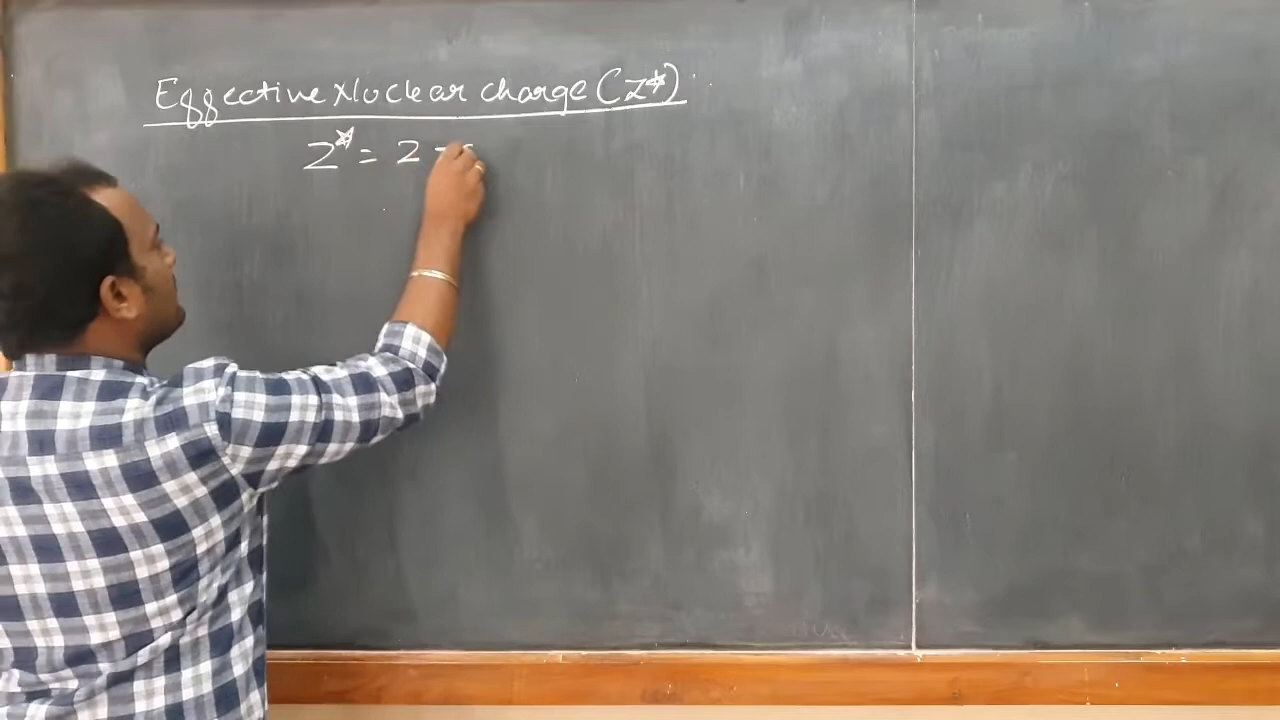 Effective Nuclear charge (Z*)
Z* = Z -